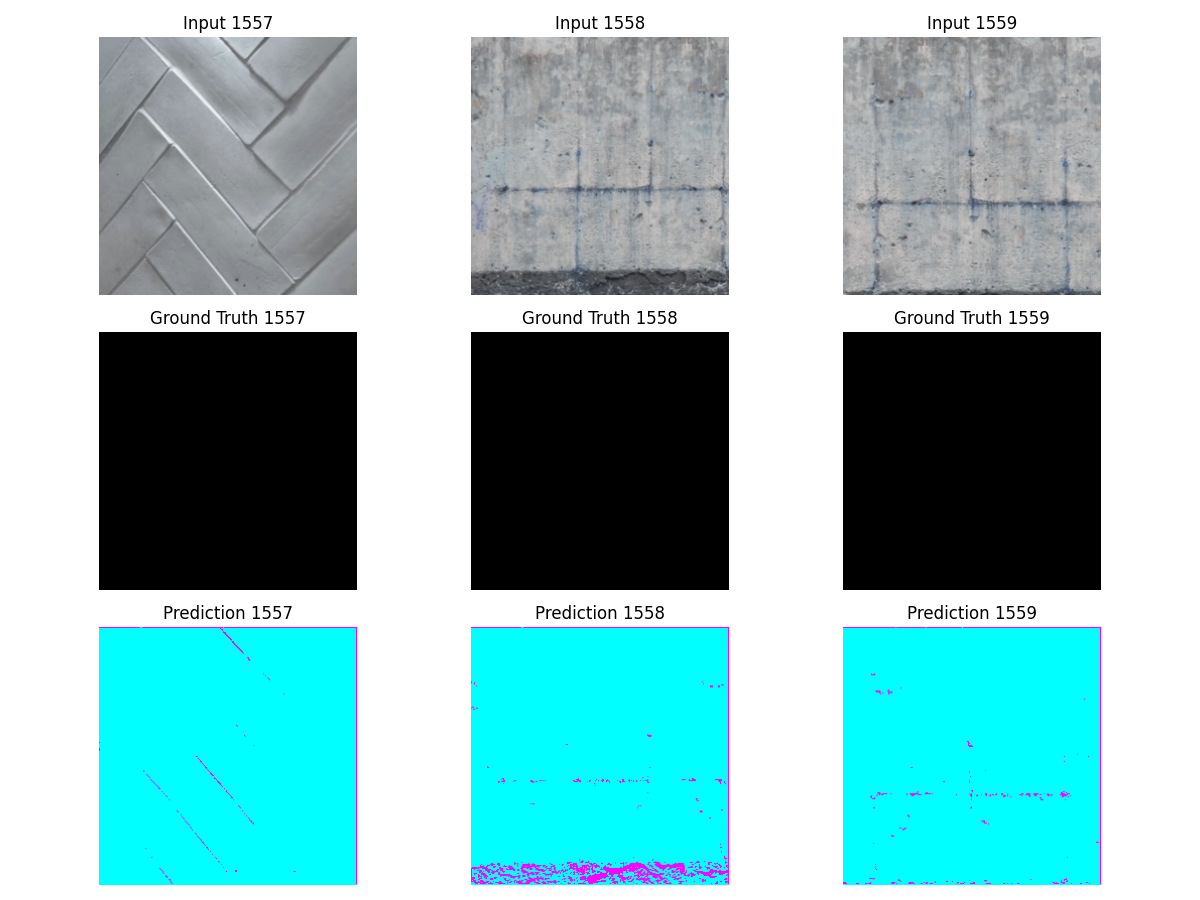 Input 1557
Input 1558
Input 1559
Ground Truth 1557
Ground Truth 1558
Ground Truth 1559
Prediction 1557
Prediction 1558
Prediction 1559